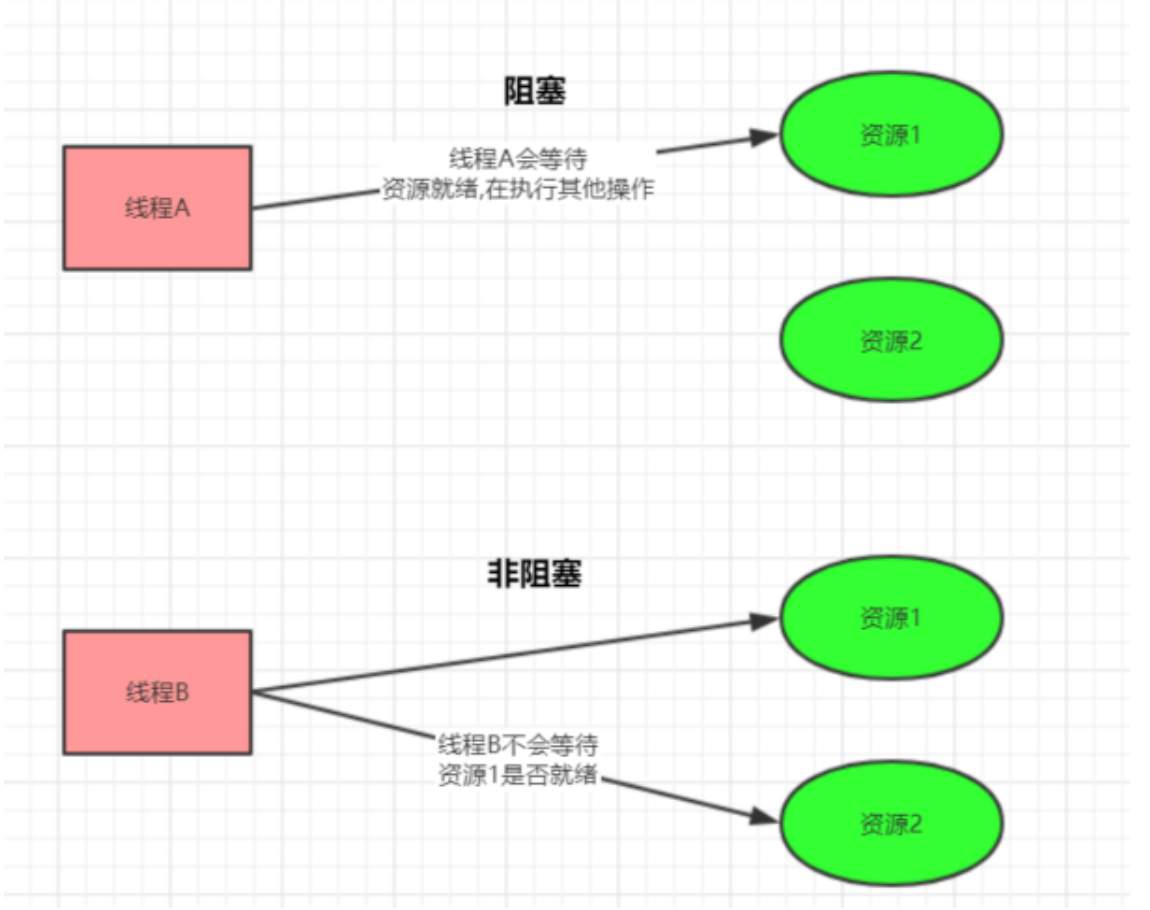 阻塞
资源1
线程A会等待
线程A
资源就绪,在执行其他操作
资源2
非阻塞
资源1
线程B
线程B不会等待
资源1是否就绪
资源2